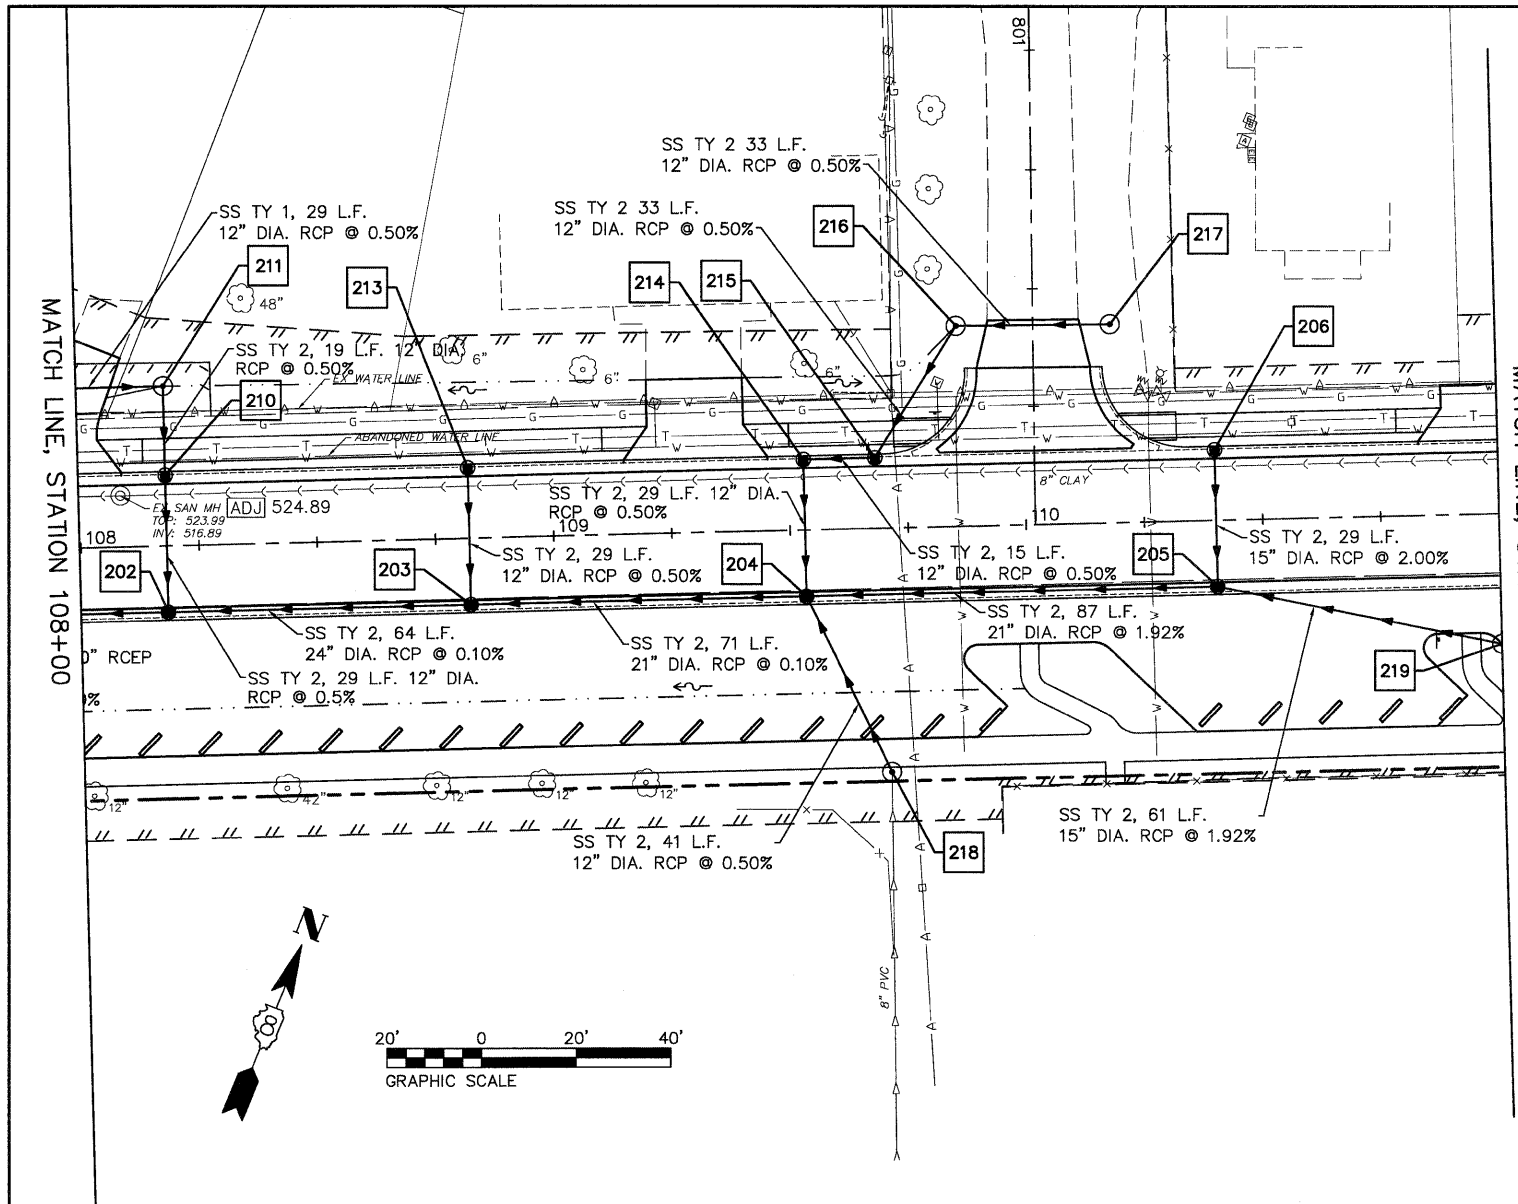 801
SS TY 2 33 L.F.
12" DIA. RCP @ 0.50%
SS TY 1, 29 L.F.
12" DIA. RCP @ 0.50%
SS TY 2 33 L.F.
12" DIA. RCP @ 0.50%
216
217
211
213
214
215
206
48"
SS TY 2, 19 L.F. 12" DIA.
RCP @ 0.50%
6"
6"
6"
EX WATER LINE
210
ABANDONED WATER LINE
MATCH LINE, STATION 108+00
8" CLAY
EX SAN MH
TOP: 523.99
INV: 516.89
ADJ 524.89
SS TY 2, 29 L.F. 12" DIA.
RCP @ 0.50%
108
109
110
202
203
204
205
SS TY 2, 29 L.F.
12" DIA. RCP @ 0.50%
SS TY 2, 15 L.F.
12" DIA. RCP @ 0.50%
SS TY 2, 29 L.F.
15" DIA. RCP @ 2.00%
SS TY 2, 64 L.F.
24" DIA. RCP @ 0.10%
SS TY 2, 71 L.F.
21" DIA. RCP @ 0.10%
SS TY 2, 87 L.F.
21" DIA. RCP @ 1.92%
0" RCEP
SS TY 2, 29 L.F. 12" DIA.
RCP @ 0.5%
219
12"
42"
12"
12"
12"
SS TY 2, 41 L.F.
12" DIA. RCP @ 0.50%
218
SS TY 2, 61 L.F.
15" DIA. RCP @ 1.92%
8" PVC
N
20' 0 20' 40'
GRAPHIC SCALE